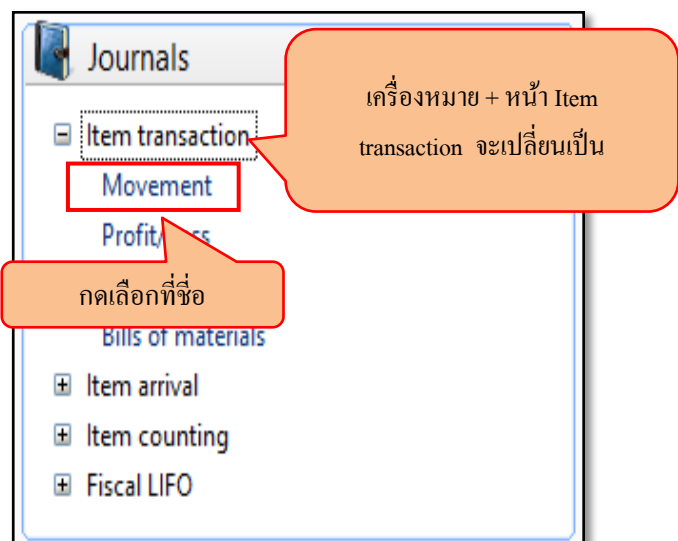 Journals
เครื่องหมาย + หน้า Item
transaction จะเปลี่ยนเป็น
Item transaction
Movement
Profit/
กดเลือกที่ชื่อ
Bills of materials
Item arrival
Item counting
Fiscal LIFO